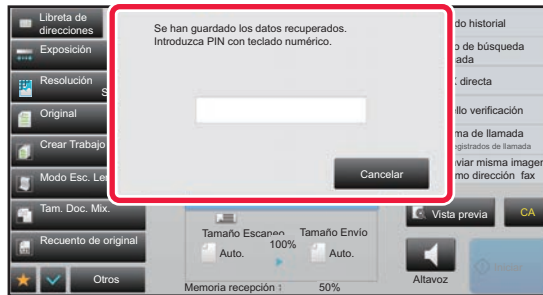 Libreta de
direcciones
Exposición
Resolución
S
Original
Crear Trabajo
Modo Esc. Le
Tam. Doc. Mix.
Recuento de original
Otros
Se han guardado los datos recuperados.
Introduzca PIN con teclado numérico.
Cancelar
do historial
o de búsqueda
ada
directa
llo verificación
ma de llamada
egistrados de llamada
viar misma imagen
mo dirección fax
Vista previa
CA
Tamaño Escaneo
Tamaño Envío
100%
Auto.
Auto.
Memoria recepción :
50%
Altavoz